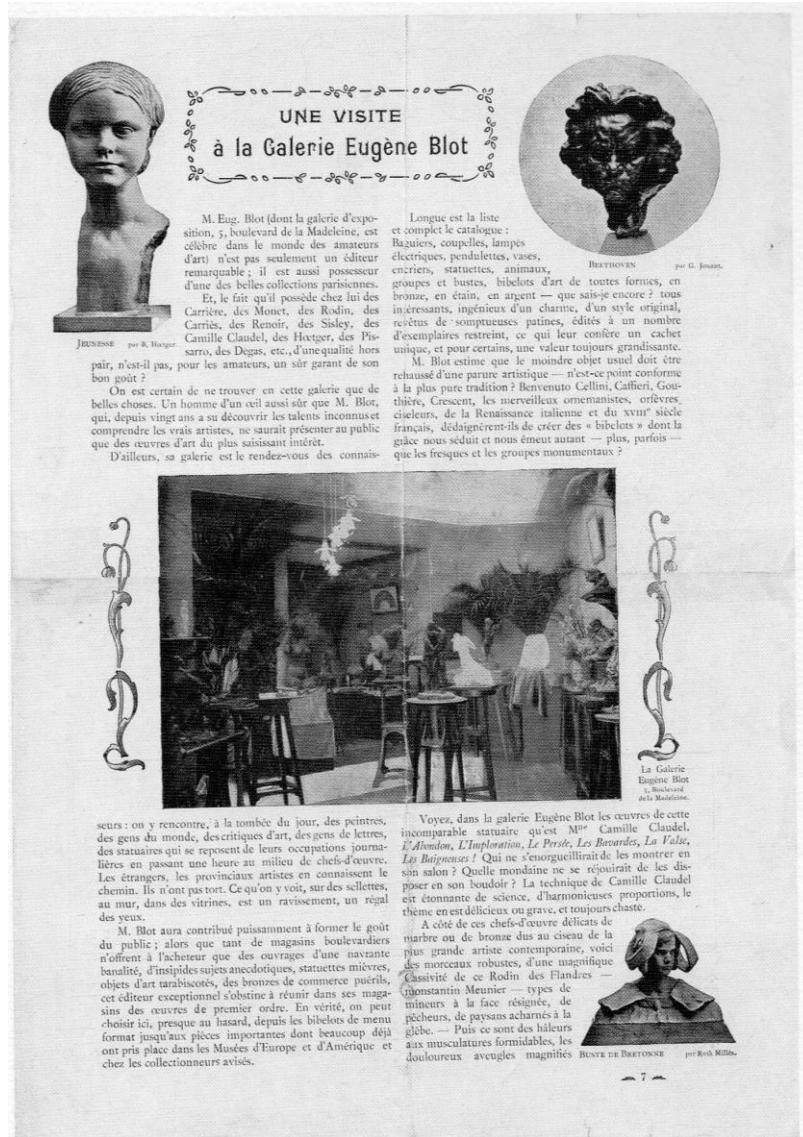 UNE VISITE
à la Galerie Eugène Blot
M. Eug. Blot (dont la galerie d'expo-
sition, 5, boulevard de la Madeleine, est
célèbre dans le monde des amateurs
d'art) n'est pas seulement un éditeur
remarquable ; il est aussi possesseur
d'une des belles collections parisiennes.
Et, le fait qu'il possède chez lui des
Carrière, des Monet, des Rodin, des
Carriès, des Renoir, des Sisley, des
Camille Claudel, des Hœtger, des Pis-
sarro, des Degas, etc., d'une qualité hors
pair, n'est-il pas, pour les amateurs, un sûr garant de son
bon goût ?
On est certain de ne trouver en cette galerie que de
belles choses. Un homme d'un œil aussi sûr que M. Blot,
qui, depuis vingt ans a su découvrir les talents inconnus et
comprendre les vrais artistes, ne saurait présenter au public
que des œuvres d'art du plus saisissant intérêt.
D'ailleurs, sa galerie est le rendez-vous des connais-
JEUNESSE par B. Hœtger.
Longue est la liste
et complet le catalogue :
Baguiers, coupelles, lampes
électriques, pendulettes, vases,
encriers, statuettes, animaux,
groupes et bustes, bibelots d'art de toutes formes, en
bronze, en étain, en argent — que sais-je encore ? tous
intéressants, ingénieux d'un charme, d'un style original,
revêtus de somptueuses patines, édités à un nombre
d'exemplaires restreint, ce qui leur confère un cachet
unique, et pour certains, une valeur toujours grandissante.
M. Blot estime que le moindre objet usuel doit être
rehaussé d'une parure artistique — n'est-ce point conforme
à la plus pure tradition ? Benvenuto Cellini, Caffieri, Gou-
thière, Crescent, les merveilleux ornemanistes, orfèvres,
ciseleurs, de la Renaissance italienne et du XVIIIe siècle
français, dédaignèrent-ils de créer des « bibelots » dont la
grâce nous séduit et nous émeut autant — plus, parfois —
que les fresques et les groupes monumentaux ?
BEETHOVEN par G. Jouant.
La Galerie
Eugène Blot
5, Boulevard
de la Madeleine.
seurs : on y rencontre, à la tombée du jour, des peintres,
des gens du monde, des critiques d'art, des gens de lettres,
des statuaires qui se reposent de leurs occupations journa-
lières en passant une heure au milieu de chefs-d'œuvre.
Les étrangers, les provinciaux artistes en connaissent le
chemin. Ils n'ont pas tort. Ce qu'on y voit, sur des sellettes,
au mur, dans des vitrines, est un ravissement, un régal
des yeux.
M. Blot aura contribué puissamment à former le goût
du public ; alors que tant de magasins boulevardiers
n'offrent à l'acheteur que des ouvrages d'une navrante
banalité, d'insipides sujets anecdotiques, statuettes mièvres,
objets d'art tarabiscotés, des bronzes de commerce puérils,
cet éditeur exceptionnel s'obstine à réunir dans ses maga-
sins des œuvres de premier ordre. En vérité, on peut
choisir ici, presque au hasard, depuis les bibelots de menu
format jusqu'aux pièces importantes dont beaucoup déjà
ont pris place dans les Musées d'Europe et d'Amérique et
chez les collectionneurs avisés.
Voyez, dans la galerie Eugène Blot les œuvres de cette
incomparable statuaire qu'est Mlle Camille Claudel.
L'Abandon, L'Imploration, Le Persée, Les Bavardes, La Valse,
Les Baigneuses ! Qui ne s'enorgueillirait de les montrer en
son salon ? Quelle mondaine ne se réjouirait de les dis-
poser en son boudoir ? La technique de Camille Claudel
est étonnante de science, d'harmonieuses proportions, le
thème en est délicieux ou grave, et toujours chaste.
A côté de ces chefs-d'œuvre délicats de
marbre ou de bronze dus au ciseau de la
plus grande artiste contemporaine, voici
des morceaux robustes, d'une magnifique
massivité de ce Rodin des Flandres —
Constantin Meunier — types de
mineurs à la face résignée, de
pêcheurs, de paysans acharnés à la
glèbe. — Puis ce sont des hâleurs
aux musculatures formidables, les
douloureux aveugles magnifiés
BUSTE DE BRETONNE par Ruth Millès.
7